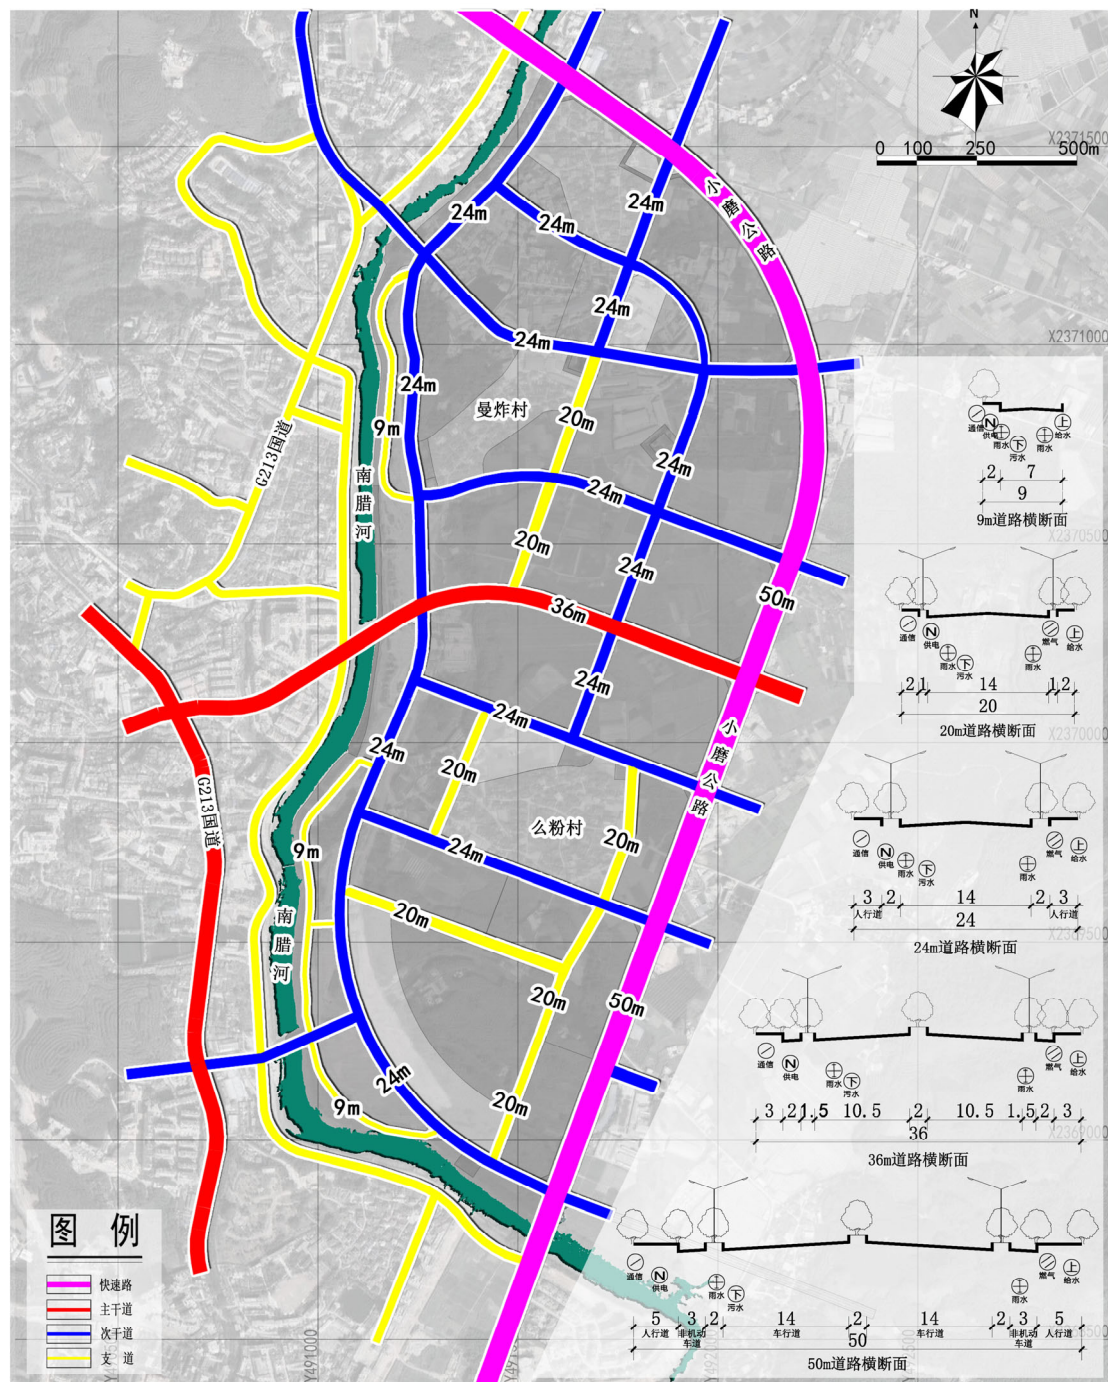 N
X2371500
0 100 250 500m
小磨公路
24m
24m
24m
24m
24m
X2371000
24m
曼炸村
20m
9m
G213国道
南腊河
24m
24m
20m
X2370500
24m
36m
50m
24m
24m
24m
小磨公路
X2370000
20m
G213国道
么粉村
20m
9m
24m
20m
南腊河
20m
50m
24m
20m
9m
通信
供电
雨水
污水
雨水
给水
2 7
9
9m道路横断面
通信
供电
雨水
污水
雨水
燃气
给水
2 1 14 1 2
20
20m道路横断面
通信
供电
雨水
污水
雨水
燃气
给水
3 2 14 2 3
人行道 人行道
24
24m道路横断面
通信
供电
雨水
污水
雨水
燃气
给水
3 2 1.5 10.5 2 10.5 1.5 2 3
36
X2369000
36m道路横断面
通信
供电
雨水
污水
雨水
燃气
给水
5 3 2 14 2 14 2 3 5
人行道 非机动车道 车行道 车行道 非机动车道 人行道
50
50m道路横断面
图 例
快速路
主干道
次干道
支 道